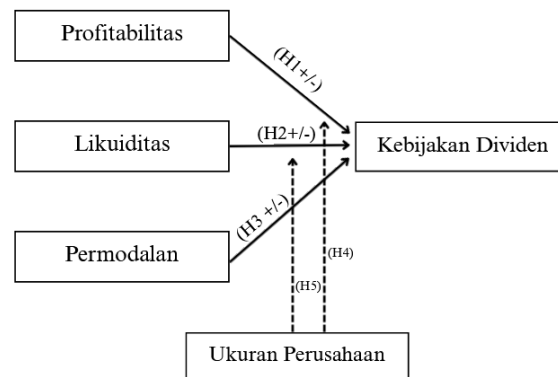 Profitabilitas
(H1+/-)
Likuiditas
(H2+/-)
Kebijakan Dividen
(H3 +/-)
Permodalan
(H4)
(H5)
Ukuran Perusahaan